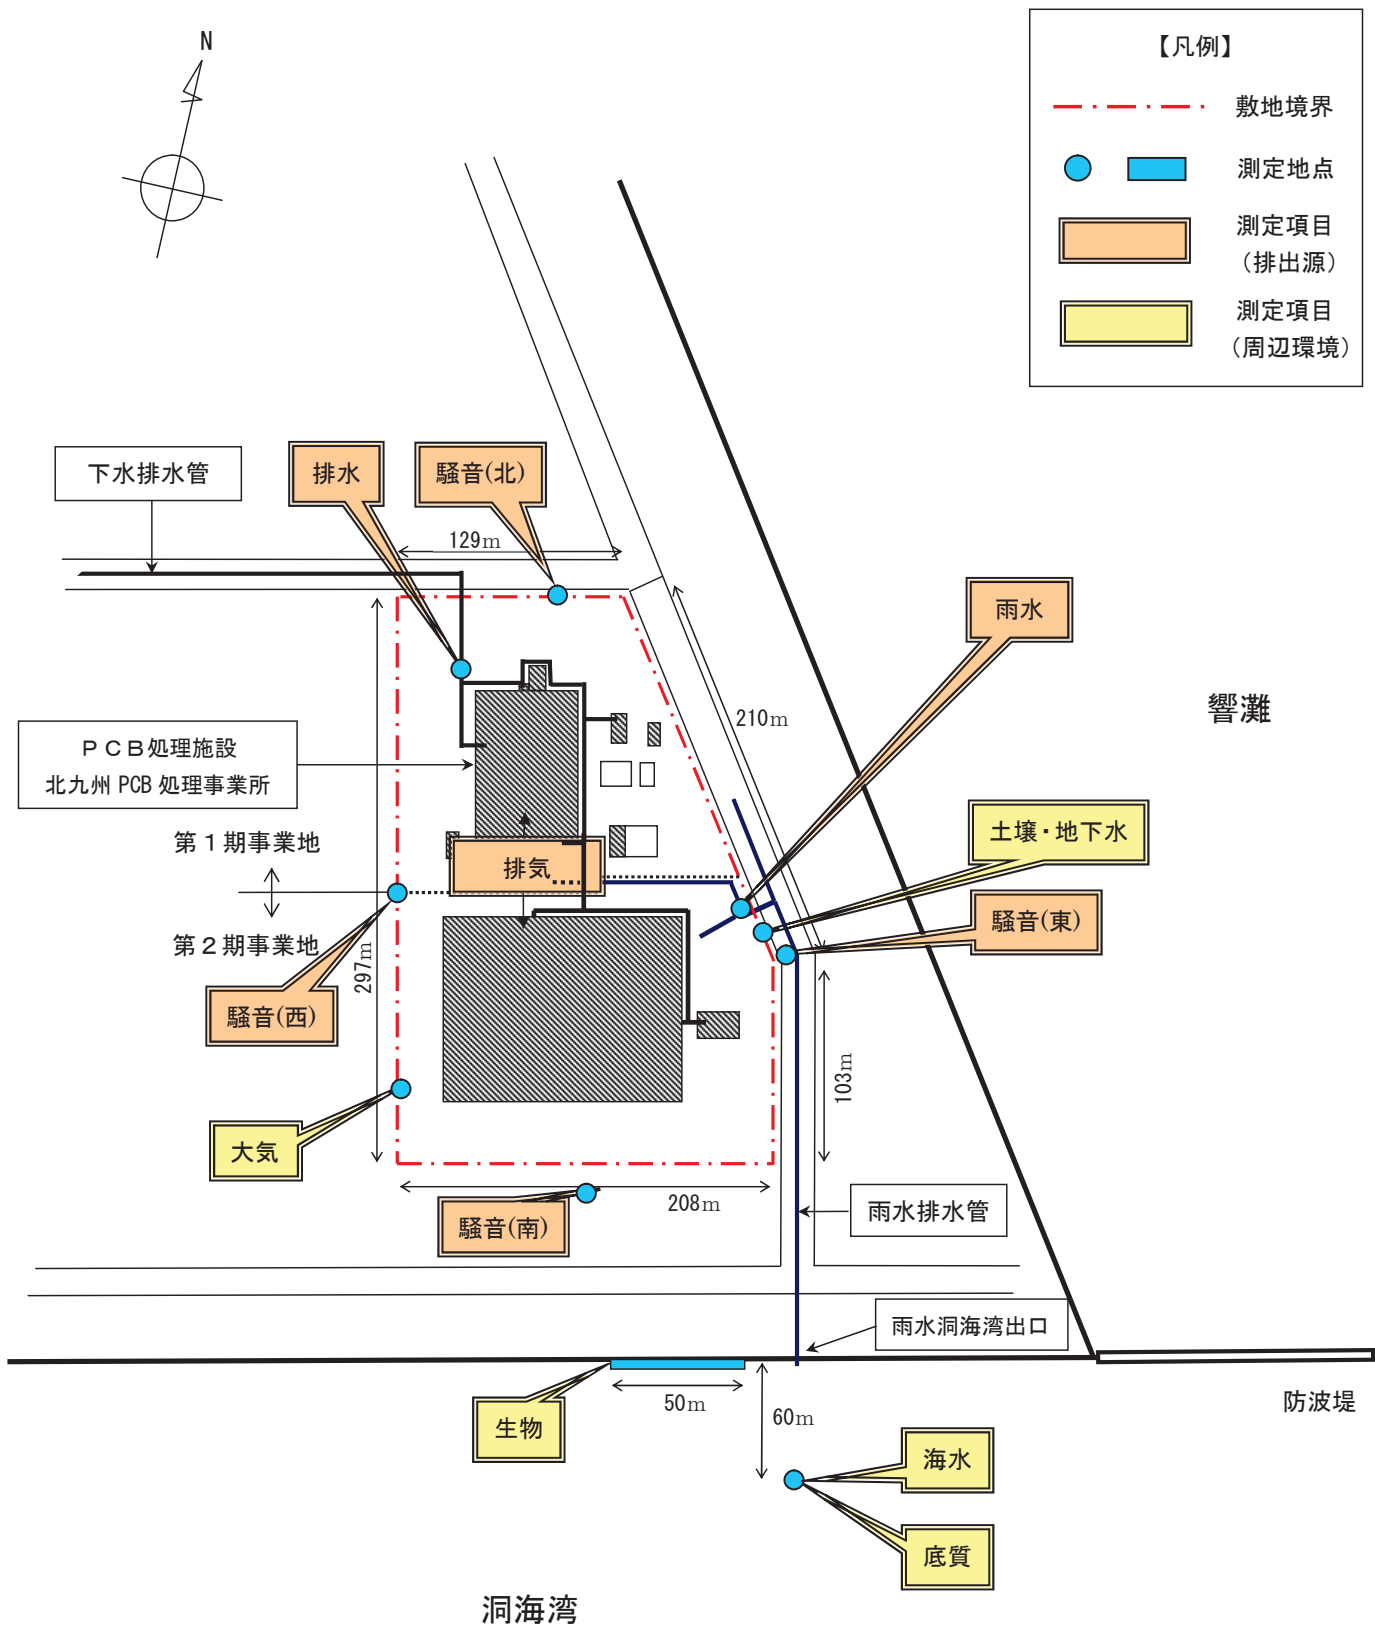 N
【凡例】
敷地境界
測定地点
測定項目
（排出源）
測定項目
（周辺環境）
下水排水管
排水
騒音(北)
129m
雨水
響灘
210m
ＰＣＢ処理施設
北九州 PCB 処理事業所
第１期事業地
排気
土壌・地下水
騒音(東)
第２期事業地
297m
騒音(西)
103m
大気
208m
騒音(南)
雨水排水管
雨水洞海湾出口
50m
60m
防波堤
生物
海水
底質
洞海湾